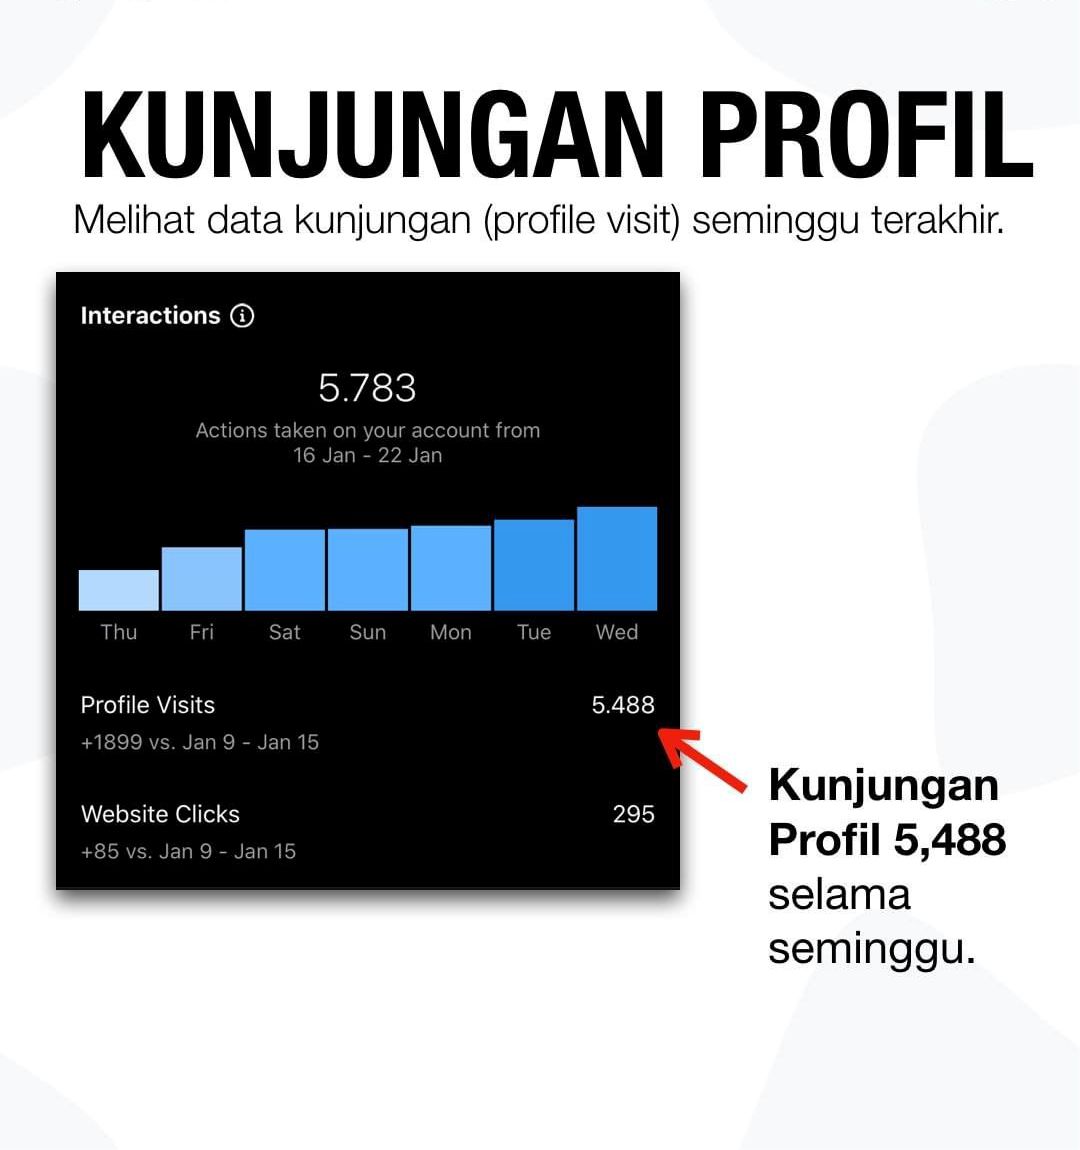 KUNJUNGAN PROFIL
Melihat data kunjungan (profile visit) seminggu terakhir.
Interactions
5.783
Actions taken on your account from
16 Jan - 22 Jan
Thu Fri Sat Sun Mon Tue Wed
Profile Visits 5.488
+1899 vs. Jan 9 - Jan 15
Website Clicks 295
+85 vs. Jan 9 - Jan 15
Kunjungan
Profil 5,488
selama
seminggu.